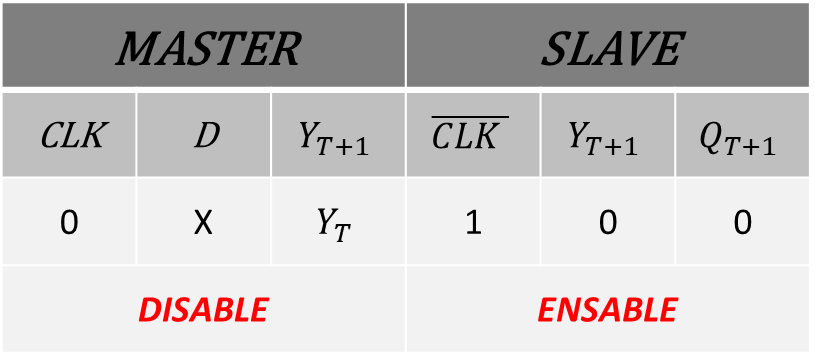 MASTER SLAVE
CLK D Y_{T+1} \overline{CLK} Y_{T+1} Q_{T+1}
0 X Y_T 1 0 0
DISABLE ENSABLE